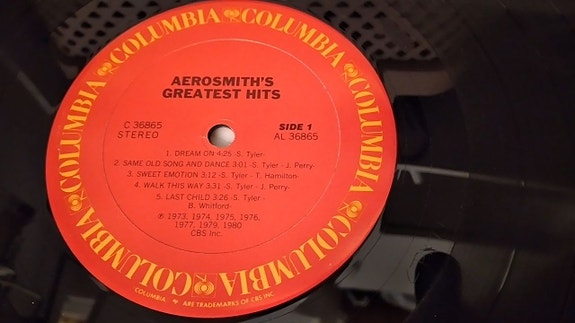 COLUMBIA COLUMBIA COLUMBIA COLUMBIA COLUMBIA COLUMBIA COLUMBIA
AEROSMITH'S
GREATEST HITS
C 36865
STEREO
SIDE 1
AL 36865
1. DREAM ON 4:25 -S. Tyler-
2. SAME OLD SONG AND DANCE 3:01 -S. Tyler - J. Perry-
3. SWEET EMOTION 3:12 -S. Tyler - T. Hamilton-
4. WALK THIS WAY 3:31 -S. Tyler - J. Perry-
5. LAST CHILD 3:26 -S. Tyler -
B. Whitford-
℗ 1973, 1974, 1975, 1976,
1977, 1979, 1980
CBS Inc.
COLUMBIA ARE TRADEMARKS OF CBS INC